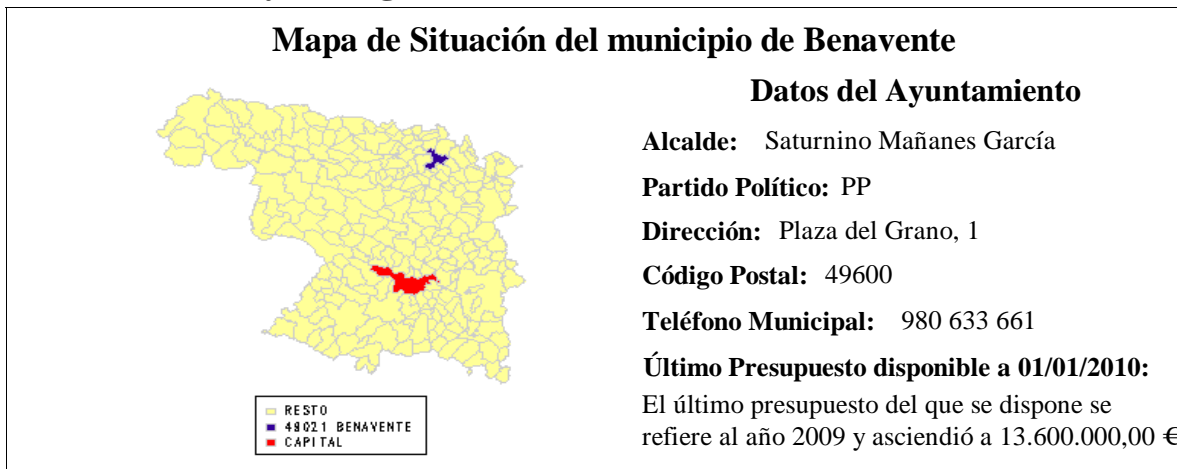 Mapa de Situación del municipio de Benavente
Datos del Ayuntamiento
Alcalde: Saturnino Mañanes García
Partido Político: PP
Dirección: Plaza del Grano, 1
Código Postal: 49600
Teléfono Municipal: 980 633 661
Último Presupuesto disponible a 01/01/2010:
El último presupuesto del que se dispone se
refiere al año 2009 y asciendió a 13.600.000,00 €
RESTO
49021 BENAVENTE
CAPITAL